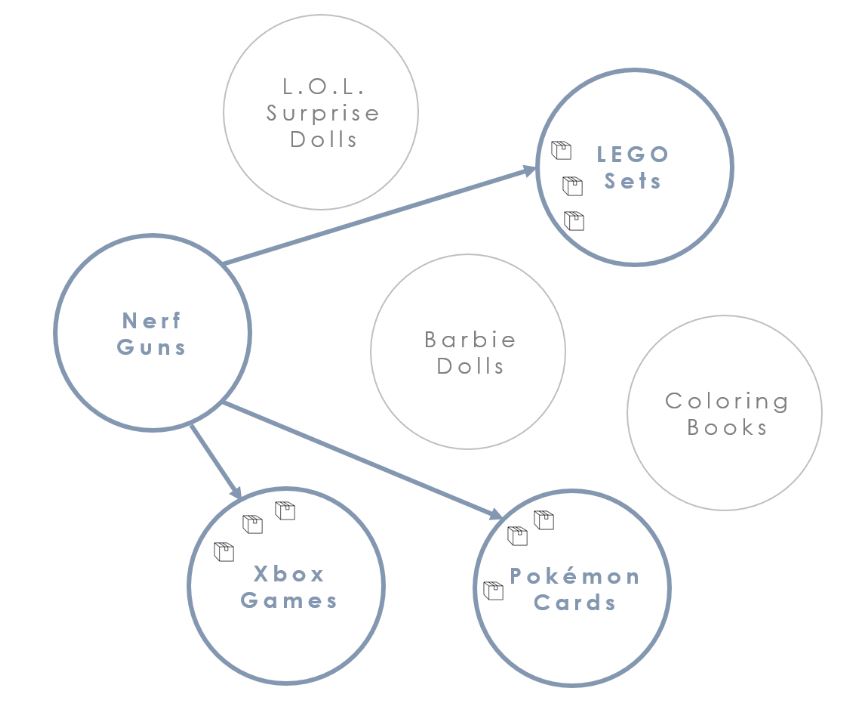 L.O.L.
Surprise
Dolls
LEGO
Sets
Nerf
Guns
Barbie
Dolls
Coloring
Books
Xbox
Games
Pokémon
Cards